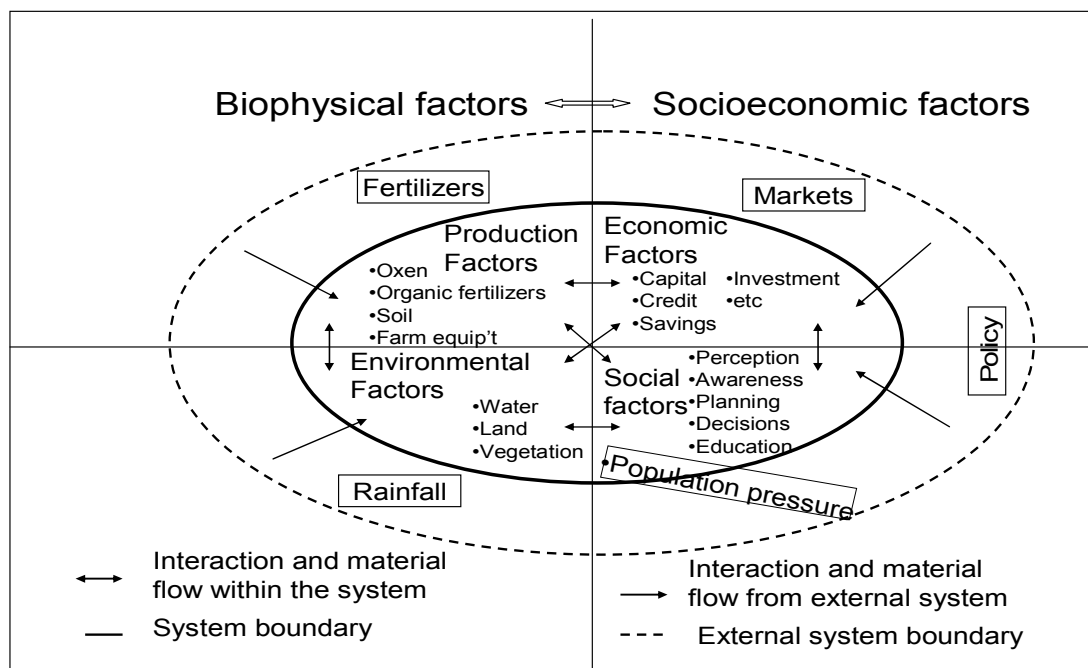 Biophysical factors
Socioeconomic factors
Fertilizers
Markets
Production
Factors
•Oxen
•Organic fertilizers
•Soil
•Farm equip't
Economic
Factors
•Capital
•Credit
•Savings
•Investment
•etc
Environmental
Factors
•Water
•Land
•Vegetation
Social
factors
•Perception
•Awareness
•Planning
•Decisions
•Education
Policy
Rainfall
•Population pressure
Interaction and material
flow within the system
System boundary
Interaction and material
flow from external system
External system boundary